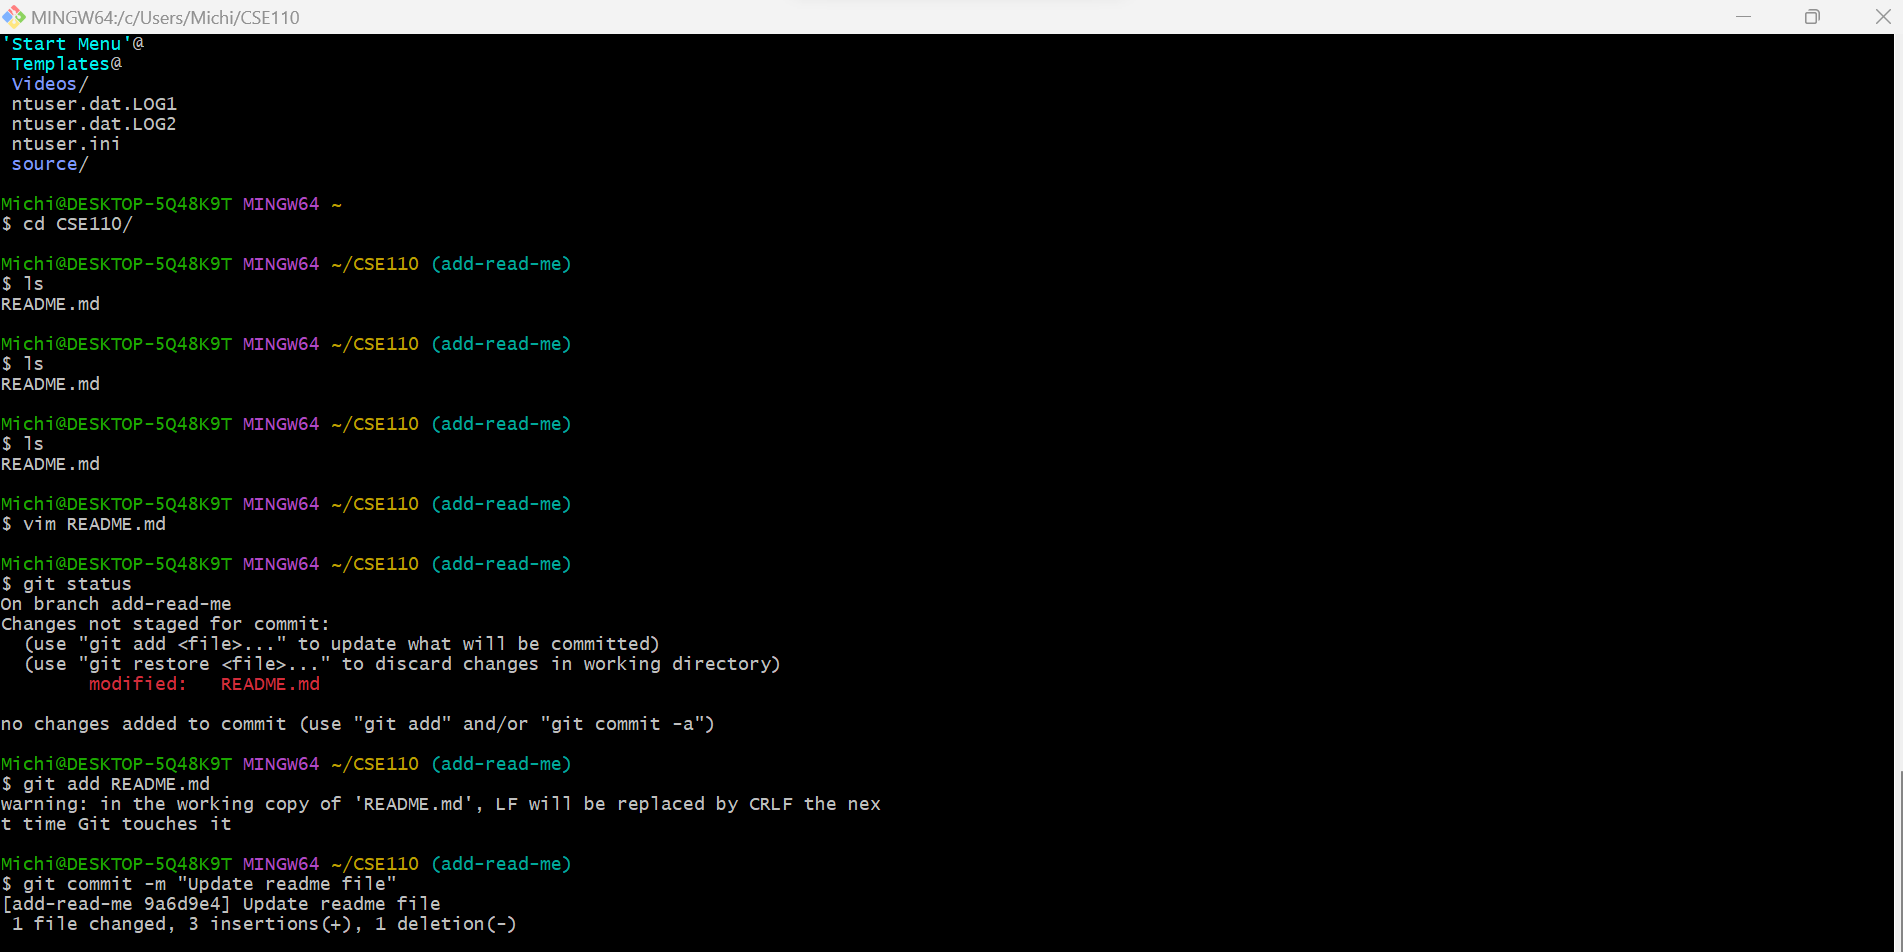 MINGW64:/c/Users/Michi/CSE110
'Start Menu'@
Templates@
Videos/
ntuser.dat.LOG1
ntuser.dat.LOG2
ntuser.ini
source/
Michi@DESKTOP-5Q48K9T MINGW64 ~
$ cd CSE110/
Michi@DESKTOP-5Q48K9T MINGW64 ~/CSE110 (add-read-me)
$ ls
README.md
Michi@DESKTOP-5Q48K9T MINGW64 ~/CSE110 (add-read-me)
$ ls
README.md
Michi@DESKTOP-5Q48K9T MINGW64 ~/CSE110 (add-read-me)
$ ls
README.md
Michi@DESKTOP-5Q48K9T MINGW64 ~/CSE110 (add-read-me)
$ vim README.md
Michi@DESKTOP-5Q48K9T MINGW64 ~/CSE110 (add-read-me)
$ git status
On branch add-read-me
Changes not staged for commit:
  (use "git add <file>..." to update what will be committed)
  (use "git restore <file>..." to discard changes in working directory)
        modified:   README.md
no changes added to commit (use "git add" and/or "git commit -a")
Michi@DESKTOP-5Q48K9T MINGW64 ~/CSE110 (add-read-me)
$ git add README.md
warning: in the working copy of 'README.md', LF will be replaced by CRLF the nex
t time Git touches it
Michi@DESKTOP-5Q48K9T MINGW64 ~/CSE110 (add-read-me)
$ git commit -m "Update readme file"
[add-read-me 9a6d9e4] Update readme file
 1 file changed, 3 insertions(+), 1 deletion(-)